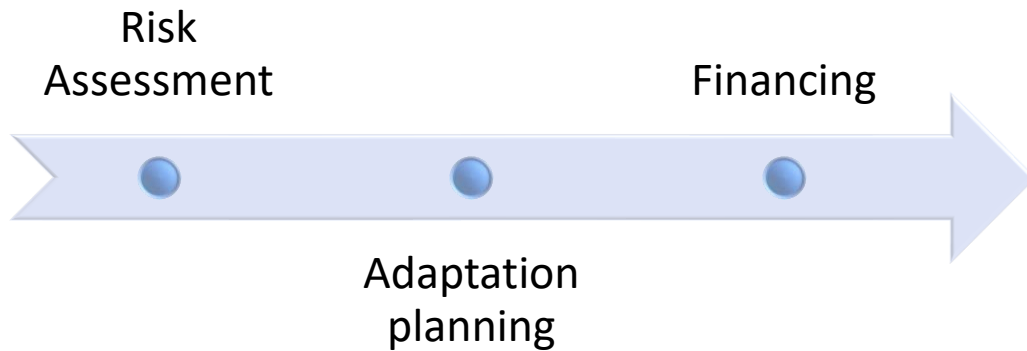 Risk
Assessment
Financing
Adaptation
planning